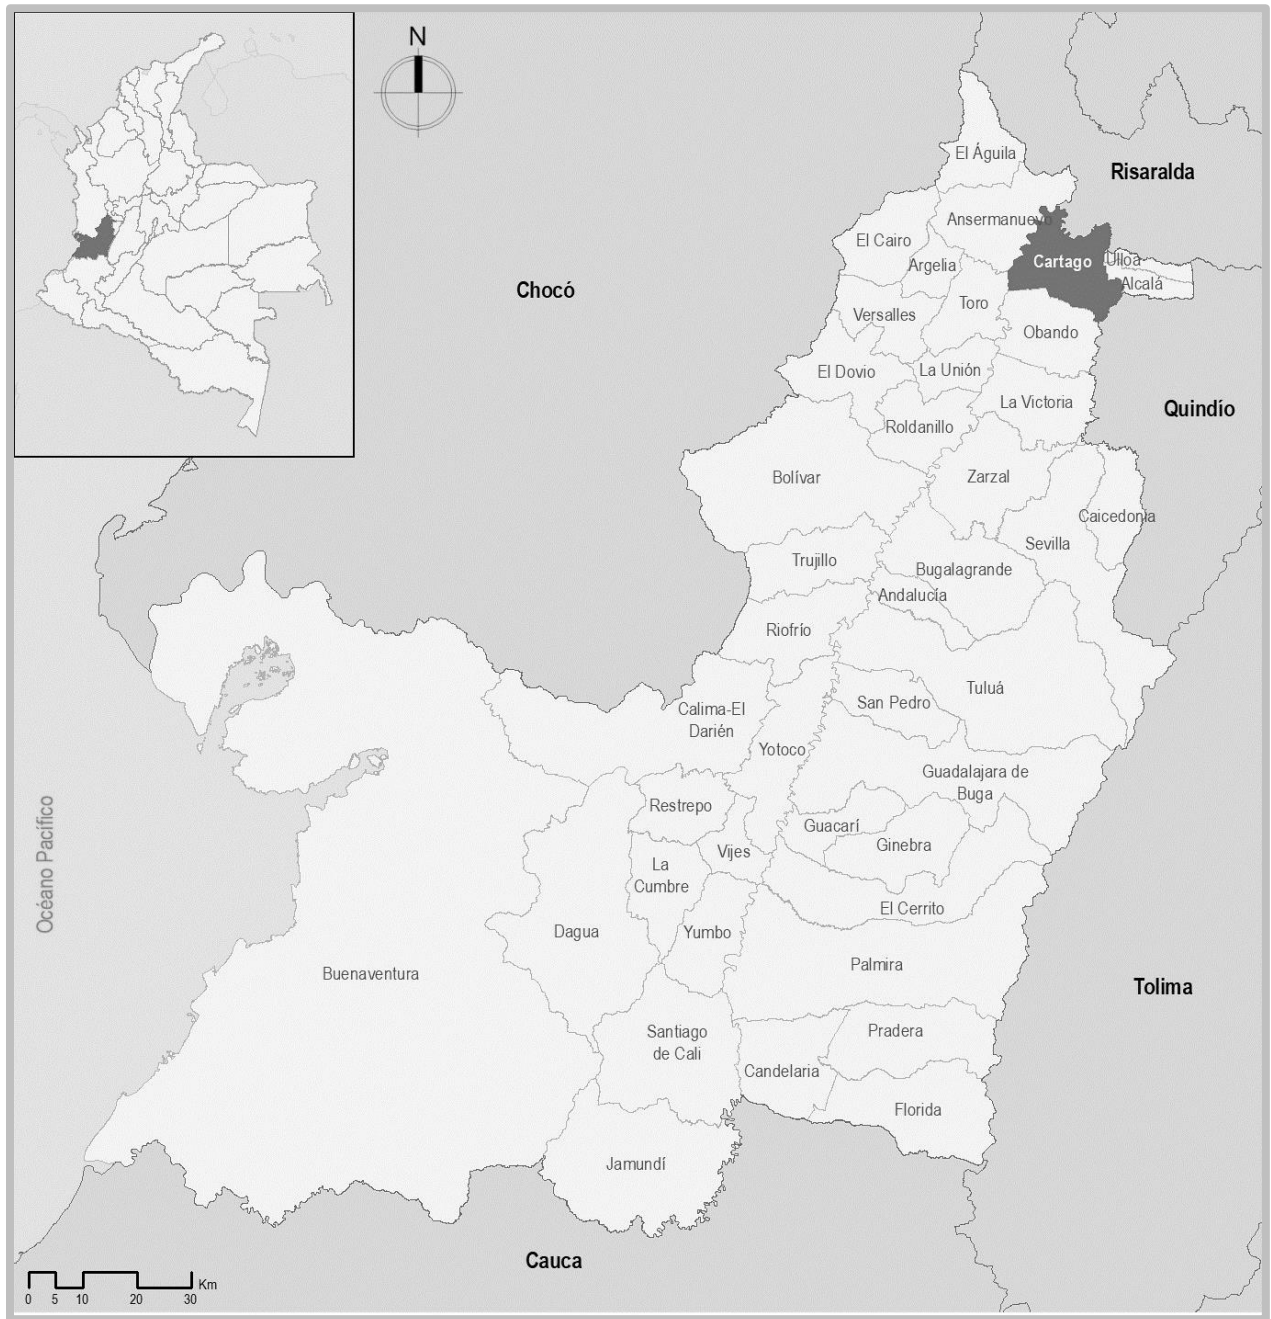 N
El Águila
Risaralda
Ansermanuevo
El Cairo
Cartago
Ulloa
Argelia
Alcalá
Chocó
Toro
Versalles
Obando
El Dovio
La Unión
La Victoria
Quindío
Roldanillo
Bolívar
Zarzal
Caicedonia
Sevilla
Trujillo
Bugalagrande
Andalucía
Riofrío
Tuluá
San Pedro
Calima-El
Darién
Yotoco
Guadalajara de
Buga
Restrepo
Guacarí
Ginebra
Vijes
La
Cumbre
Océano Pacífico
El Cerrito
Dagua
Yumbo
Palmira
Buenaventura
Tolima
Santiago
de Cali
Pradera
Candelaria
Florida
Jamundí
Cauca
Km
0 5 10 20 30